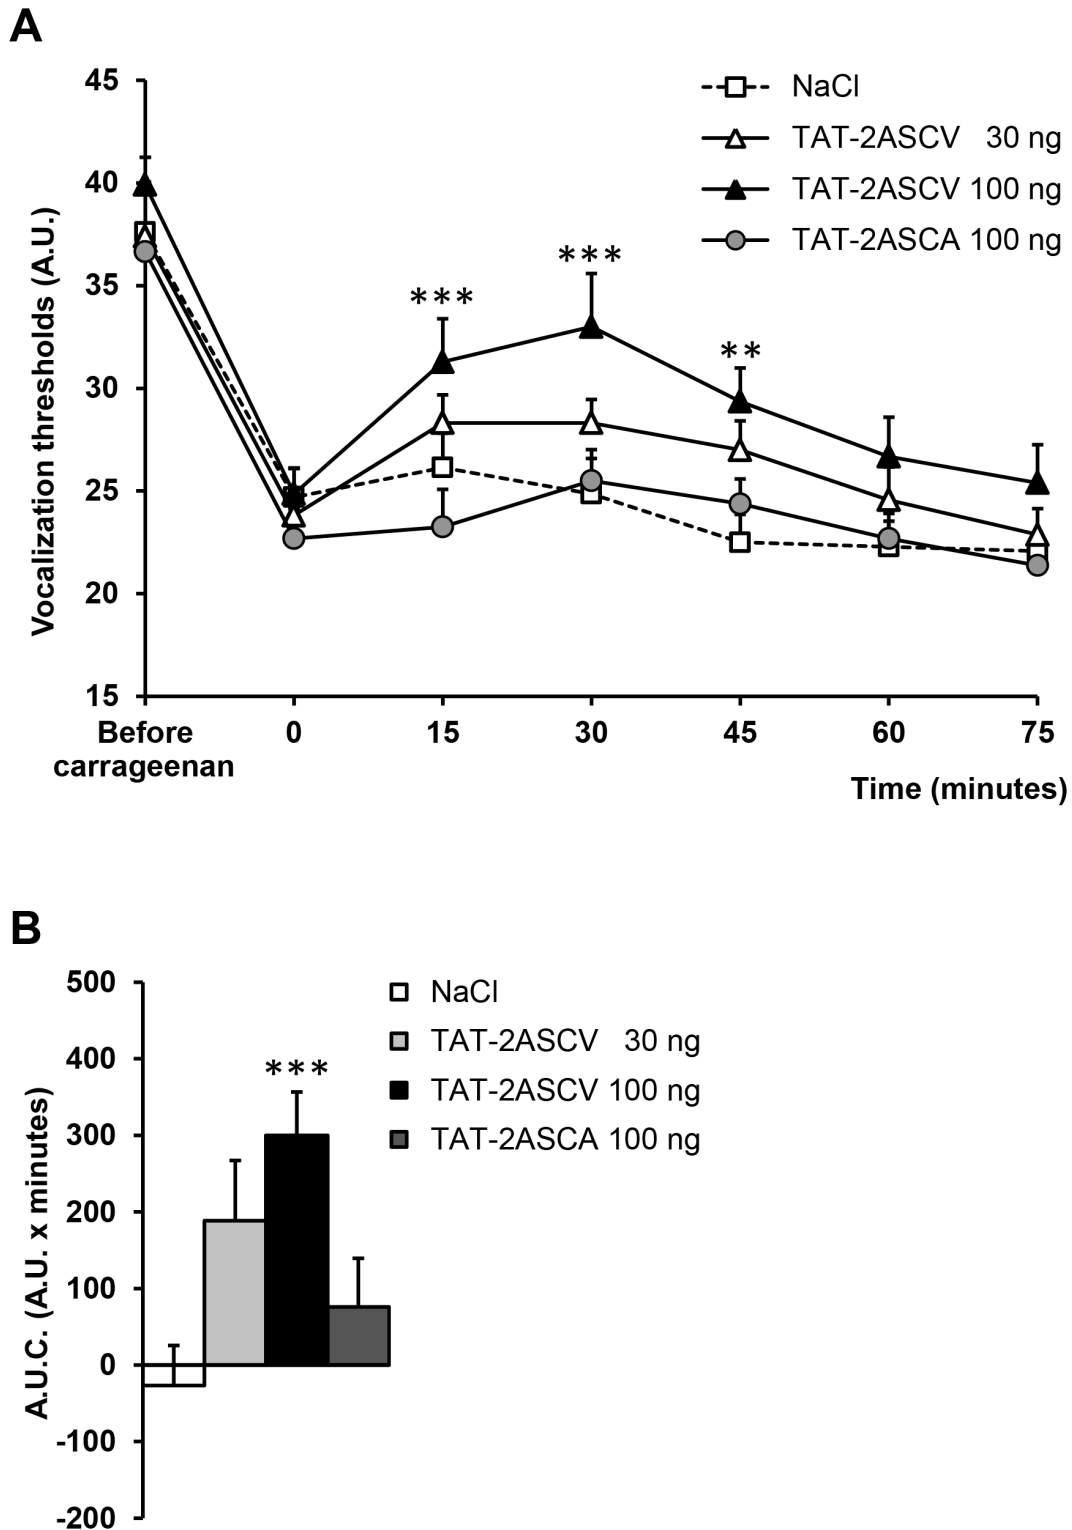 A
45
40
35
30
25
20
15
Vocalization thresholds (A.U.)
NaCl
TAT-2ASCV 30 ng
TAT-2ASCV 100 ng
TAT-2ASCA 100 ng
***
***
**
Before
carrageenan
0
15
30
45
60
75
Time (minutes)
B
500
400
300
200
100
0
-100
-200
A.U.C. (A.U. x minutes)
NaCl
TAT-2ASCV 30 ng
TAT-2ASCV 100 ng
TAT-2ASCA 100 ng
***